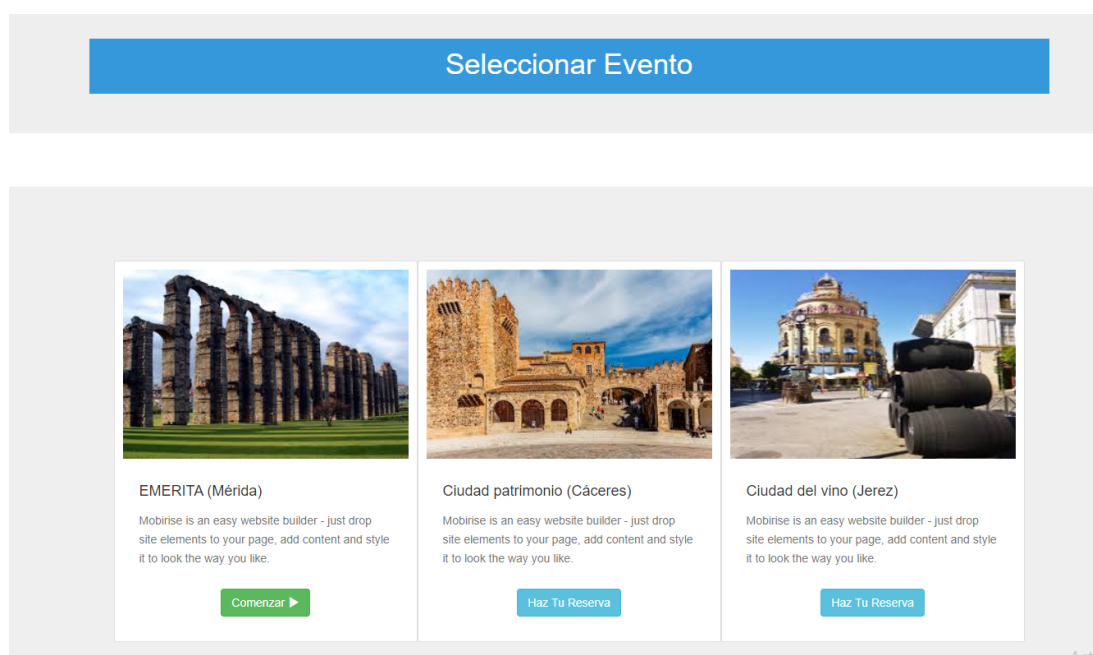 Seleccionar Evento
EMERITA (Mérida)
Mobirise is an easy website builder - just drop
site elements to your page, add content and style
it to look the way you like.
Comenzar
Ciudad patrimonio (Cáceres)
Mobirise is an easy website builder - just drop
site elements to your page, add content and style
it to look the way you like.
Haz Tu Reserva
Ciudad del vino (Jerez)
Mobirise is an easy website builder - just drop
site elements to your page, add content and style
it to look the way you like.
Haz Tu Reserva